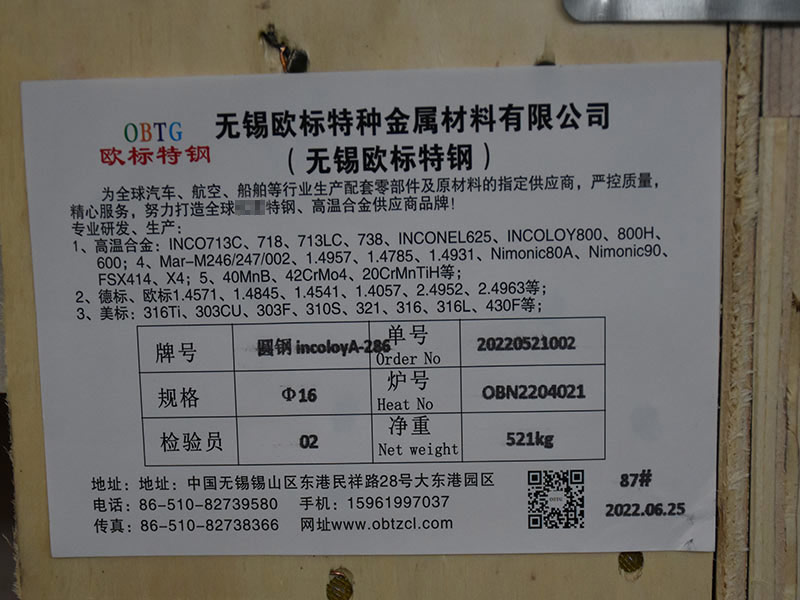 OBTG
欧标特钢
无锡欧标特种金属材料有限公司
（无锡欧标特钢）
为全球汽车、航空、船舶等行业生产配套零部件及原材料的指定供应商，严控质量，
精心服务，努力打造全球特钢、高温合金供应商品牌！
专业研发、生产：
1、高温合金：INCO713C、718、713LC、738、INCONEL625、INCOLOY800、800H、
600；4、Mar-M246/247/002、1.4957、1.4785、1.4931、Nimonic80A、Nimonic90、
FSX414、X4；5、40MnB、42CrMo4、20CrMnTiH等；
2、德标、欧标1.4571、1.4845、1.4541、1.4057、2.4952、2.4963等；
3、美标：316Ti、303CU、303F、310S、321、316、316L、430F等；
牌号 圆钢 incoloyA-286 单号 Order No 20220521002
规格 Φ16 炉号 Heat No OBN2204021
检验员 02 净重 Net weight 521kg
地址：地址：中国无锡锡山区东港民祥路28号大东港园区
电话：86-510-82739580 手机：15961997037
传真：86-510-82738366 网址www.obtzcl.com
87#
2022.06.25